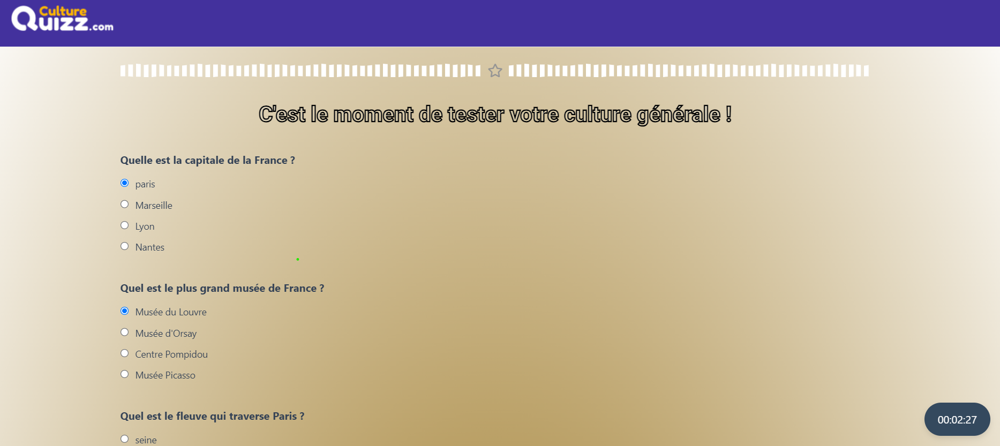 Culture
Quizz.com
C'est le moment de tester votre culture générale !
Quelle est la capitale de la France ?
paris
Marseille
Lyon
Nantes
Quel est le plus grand musée de France ?
Musée du Louvre
Musée d'Orsay
Centre Pompidou
Musée Picasso
Quel est le fleuve qui traverse Paris ?
seine
00:02:27